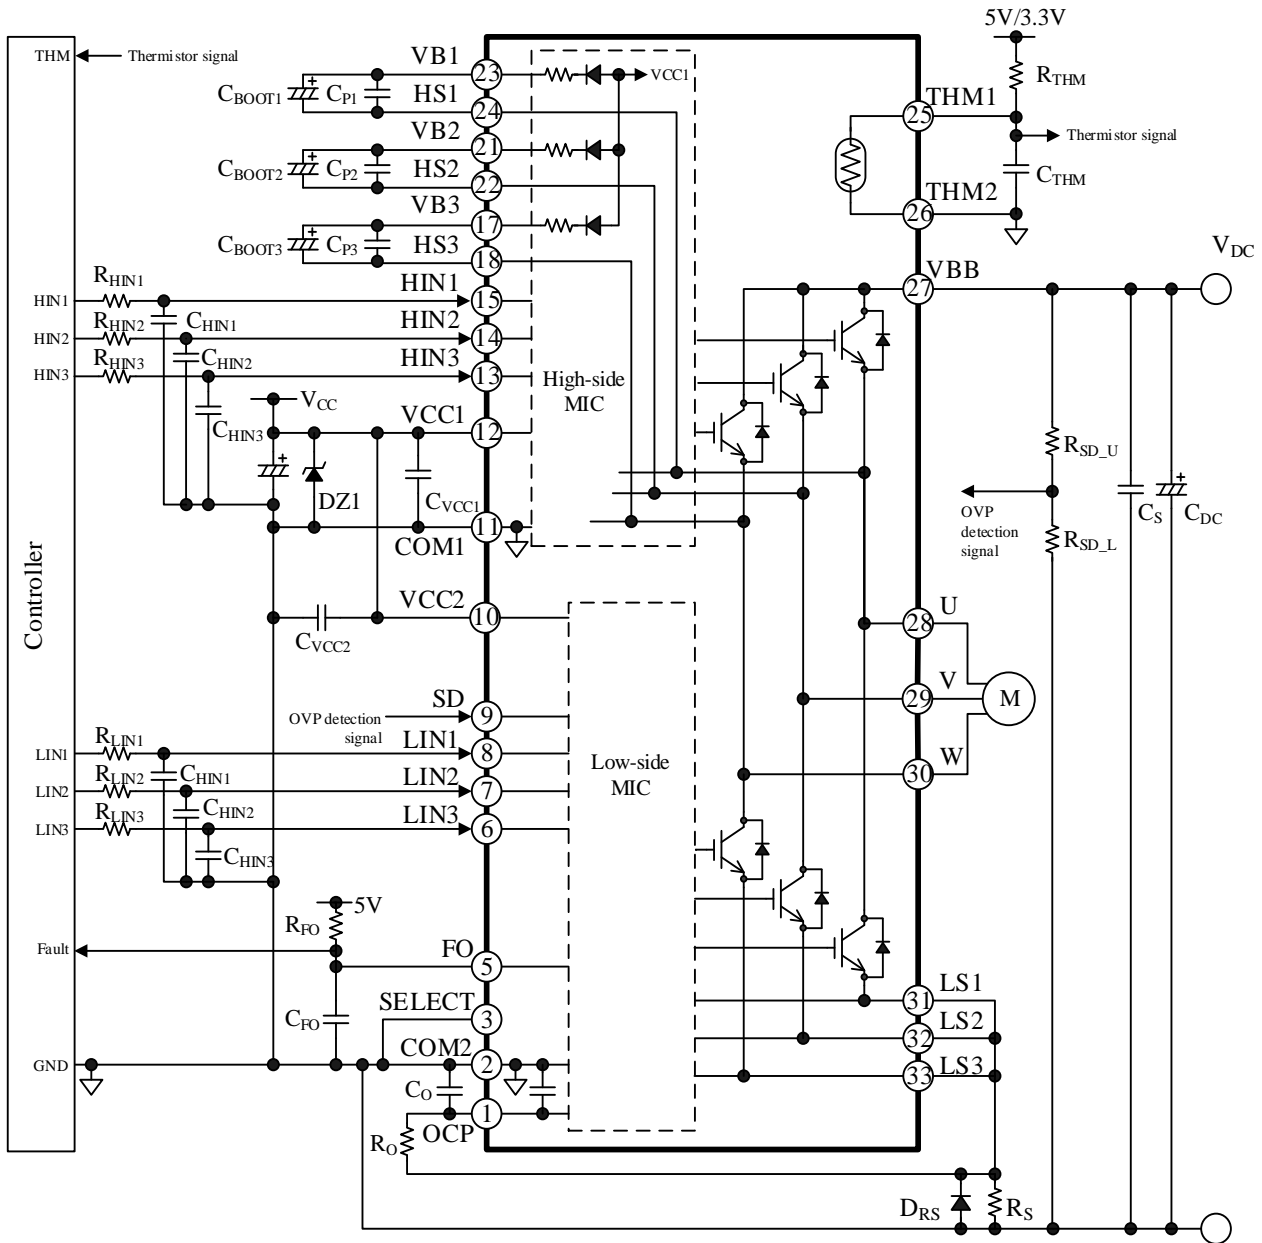 5V/3.3V
THM
Thermistor signal
VB1
23
VCC1
R_THM
C_BOOT1
C_P1
HS1
24
THM1
25
VB2
21
Thermistor signal
C_BOOT2
C_P2
HS2
22
C_THM
THM2
26
VB3
17
C_BOOT3
C_P3
HS3
18
V_DC
VBB
27
R_HIN1
HIN1
HIN1
15
R_HIN2
C_HIN1
HIN2
HIN2
14
R_HIN3
C_HIN2
HIN3
HIN3
13
High-side
MIC
V_CC
C_HIN3
VCC1
12
R_SD_U
DZ1
C_VCC1
OVP
detection
signal
C_S
C_DC
COM1
11
R_SD_L
Controller
VCC2
10
U
28
C_VCC2
V
29
M
SD
9
OVP detection
signal
R_LIN1
LIN1
LIN1
8
W
30
R_LIN2
C_HIN1
LIN2
LIN2
7
Low-side
MIC
R_LIN3
C_HIN2
LIN3
LIN3
6
C_HIN3
5V
R_FO
Fault
FO
5
LS1
31
SELECT
3
C_FO
LS2
32
GND
COM2
2
LS3
33
C_O
OCP
1
R_O
D_RS
R_S